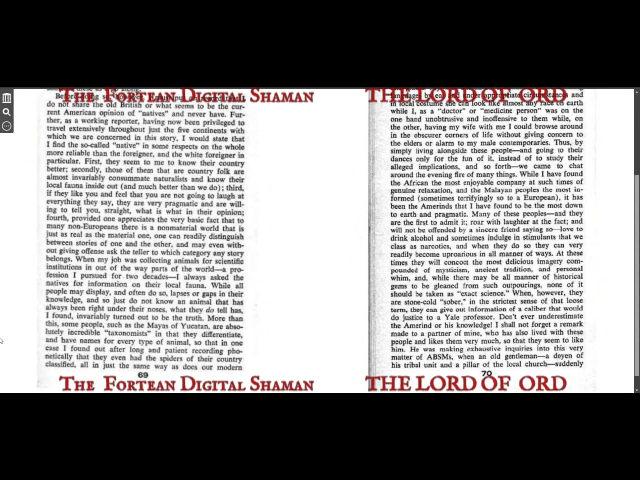 THE FORTEAN DIGITAL SHAMAN
do not share the old British or what seems to be the cur-
rent American opinion of "natives" and never have. Fur-
ther, as a working reporter, having now been privileged to
travel extensively throughout just the five continents with
which we are concerned in this story, I would state that
I find the so-called "native" in some respects on the whole
more reliable than the foreigner, and the white foreigner in
particular. First, they seem to me to know their country
better; secondly, those of them that are country folk are
almost invariably consummate naturalists and know their
local fauna inside out (and much better than we do); third,
if they like you and feel that you are not going to laugh at
everything they say, they are very pragmatic and are will-
ing to tell you, straight, what is what in their opinion;
fourth, provided one appreciates the very basic fact that to
many non-Europeans there is a nonmaterial world that is
just as real as the material one, one can readily distinguish
between stories of one and the other, and may even with-
out giving offense ask the teller to which category any story
belongs. When my job was collecting animals for scientific
institutions in out of the way parts of the world—a pro-
fession I pursued for two decades—I always asked the
natives for information on their local fauna. While all
people may display, and often do so, lapses or gaps in their
knowledge, and so just do not know an animal that has
always been right under their noses, what they do tell has,
I found, invariably turned out to be the truth. More than
this, some people, such as the Mayas of Yucatan, are abso-
lutely incredible "taxonomists" in that they differentiate,
and have names for every type of animal, so that in one
case I found out after long and patient recording pho-
netically that they even had the spiders of their country
classified, all in just the same way as does our modern
69
THE FORTEAN DIGITAL SHAMAN
THE LORD OF ORD
in local costume she can look like almost any race on earth
while I, as a "doctor" or "medicine person" was on the
one hand unobtrusive and inoffensive to them while, on
the other, having my wife with me I could browse around
in the obscurer corners of life without giving concern to
the elders or alarm to my male contemporaries. Thus, by
simply living alongside these people—and going to their
dances only for the fun of it, instead of to study their
alleged implications, and so forth—we came to chat
around the evening fire of many things. While I have found
the African the most enjoyable company at such times of
genuine relaxation, and the Malayan peoples the most in-
formed (sometimes terrifyingly so to a European), it has
been the Amerinds that I have found to be the most down
to earth and pragmatic. Many of these peoples—and they
are the first to admit it; roar with laughter at the fact; and
will not be offended by a sincere friend saying so—love to
drink alcohol and sometimes indulge in stimulants that we
class as narcotics, and when they do so they can very
readily become uproarious in all manner of ways. At
these times they will concoct the most delicious imagery com-
pounded of mysticism, ancient tradition, and personal
whim, and, while there may be all manner of historical
gems to be gleaned from such outpourings, none of it
should be taken as "exact science." When, however, they
are stone-cold "sober," in the strictest sense of that loose
term, they can give out information of a caliber that would
do justice to a Yale professor. Don't ever underestimate
the Amerind or his knowledge! I shall not forget a remark
made to a partner of mine, who has also lived with these
people and likes them very much, so that they seem to like
him. He was making exhaustive inquiries into this very
matter of ABSMs, when an old gentleman—a doyen of
his tribal unit and a pillar of the local church—suddenly
70
THE LORD OF ORD